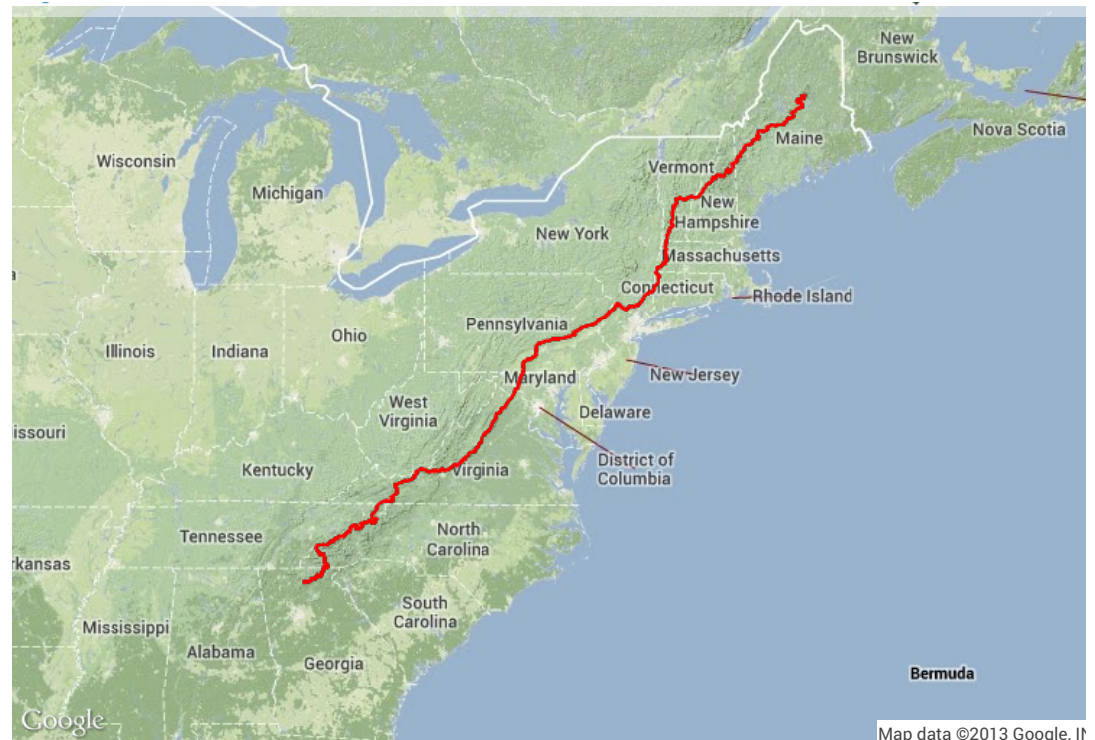 New
Brunswick
Nova Scotia
Maine
Wisconsin
Vermont
Michigan
New
Hampshire
New York
Massachusetts
Connecticut
Rhode Island
Pennsylvania
Ohio
Illinois
Indiana
Maryland
New Jersey
West
Virginia
Delaware
issouri
Kentucky
Virginia
District of
Columbia
Tennessee
North
Carolina
rkansas
South
Carolina
Mississippi
Alabama
Georgia
Bermuda
Google
Map data ©2013 Google, IN